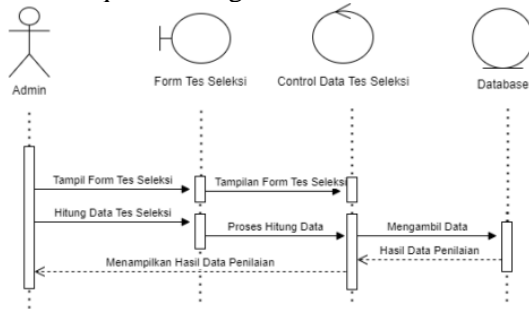 Admin
Form Tes Seleksi
Control Data Tes Seleksi
Database
Tampil Form Tes Seleksi
Tampilan Form Tes Seleksi
Hitung Data Tes Seleksi
Proses Hitung Data
Mengambil Data
Hasil Data Penilaian
Menampilkan Hasil Data Penilaian